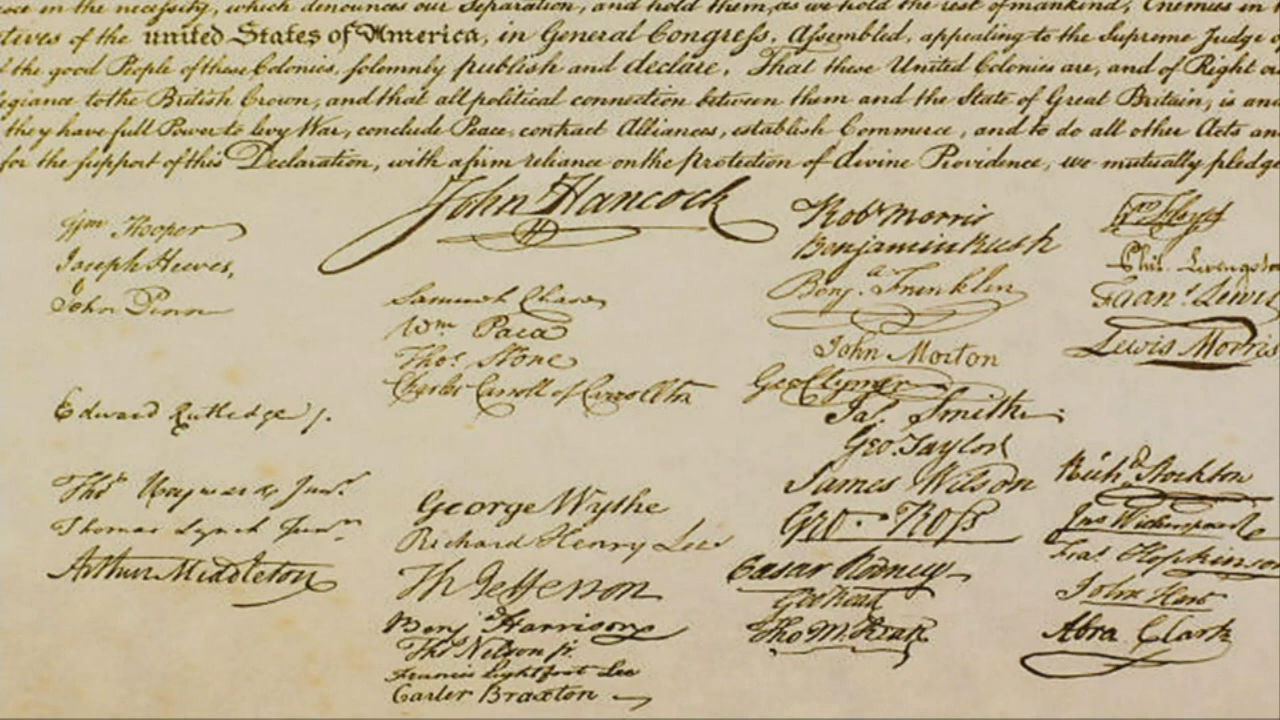 in the necessity, which denounces our Separation, and hold them, as we hold the rest of mankind, Enemies in
of the united States of America, in General Congress, Assembled, appealing to the Supreme Judge
the good People of these Colonies, solemnly publish and declare, That these United Colonies are, and of Right
to the British Crown, and that all political connection between them and the State of Great Britain, is
they have full Power to levy War, conclude Peace, contract Alliances, establish Commerce, and to do all other Acts
for the support of this Declaration, with a firm reliance on the protection of divine Providence, we mutually pledge
John Hancock
Wm Hooper
Joseph Hewes,
John Penn
Edward Rutledge
Thos Heyward Junr.
Thomas Lynch Junr.
Arthur Middleton
Samuel Chase
Wm Paca
Thos. Stone
Charles Carroll of Carrollton
George Wythe
Richard Henry Lee
Th Jefferson
Benj Harrison
Thos Nelson jr.
Francis Lightfoot Lee
Carter Braxton
Robt Morris
Benjamin Rush
Benja. Franklin
John Morton
Geo Clymer
Jas. Smith
Geo. Taylor
James Wilson
Geo. Ross
Caesar Rodney
Geo Read
Tho M:Kean
Phil. Livingston
Frans. Lewis
Lewis Morris
Richd. Stockton
Jno Witherspoon
Fras. Hopkinson
John Hart
Abra Clark